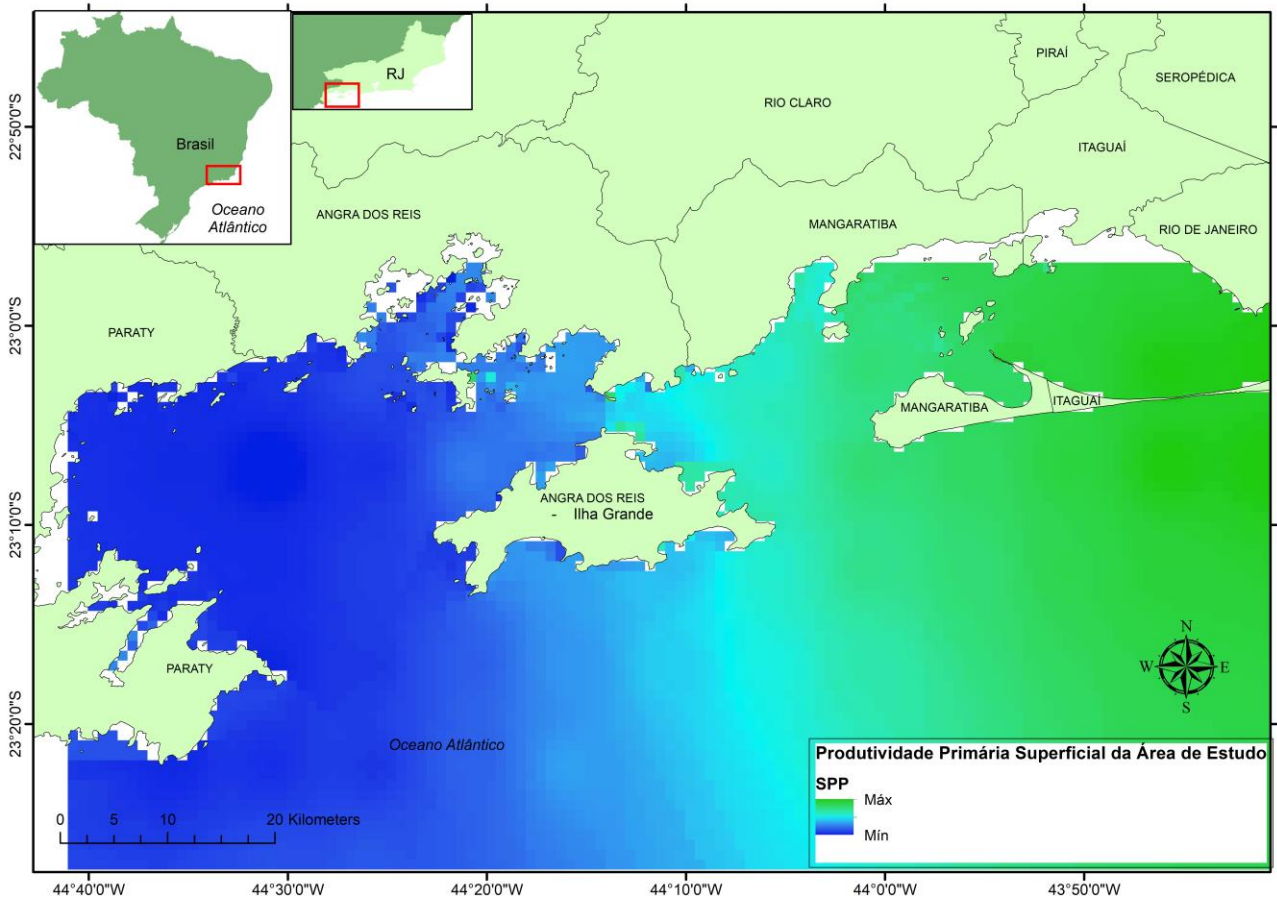 Brasil
Oceano
Atlântico
RJ
PIRAÍ
SEROPÉDICA
RIO CLARO
ITAGUAÍ
ANGRA DOS REIS
MANGARATIBA
RIO DE JANEIRO
PARATY
MANGARATIBA
ITAGUAÍ
ANGRA DOS REIS
- Ilha Grande
PARATY
Oceano Atlântico
N
W E
S
Produtividade Primária Superficial da Área de Estudo
SPP
Máx
Mín
0 5 10 20 Kilometers
22°50'0"S
23°0'0"S
23°10'0"S
23°20'0"S
44°40'0"W 44°30'0"W 44°20'0"W 44°10'0"W 44°0'0"W 43°50'0"W